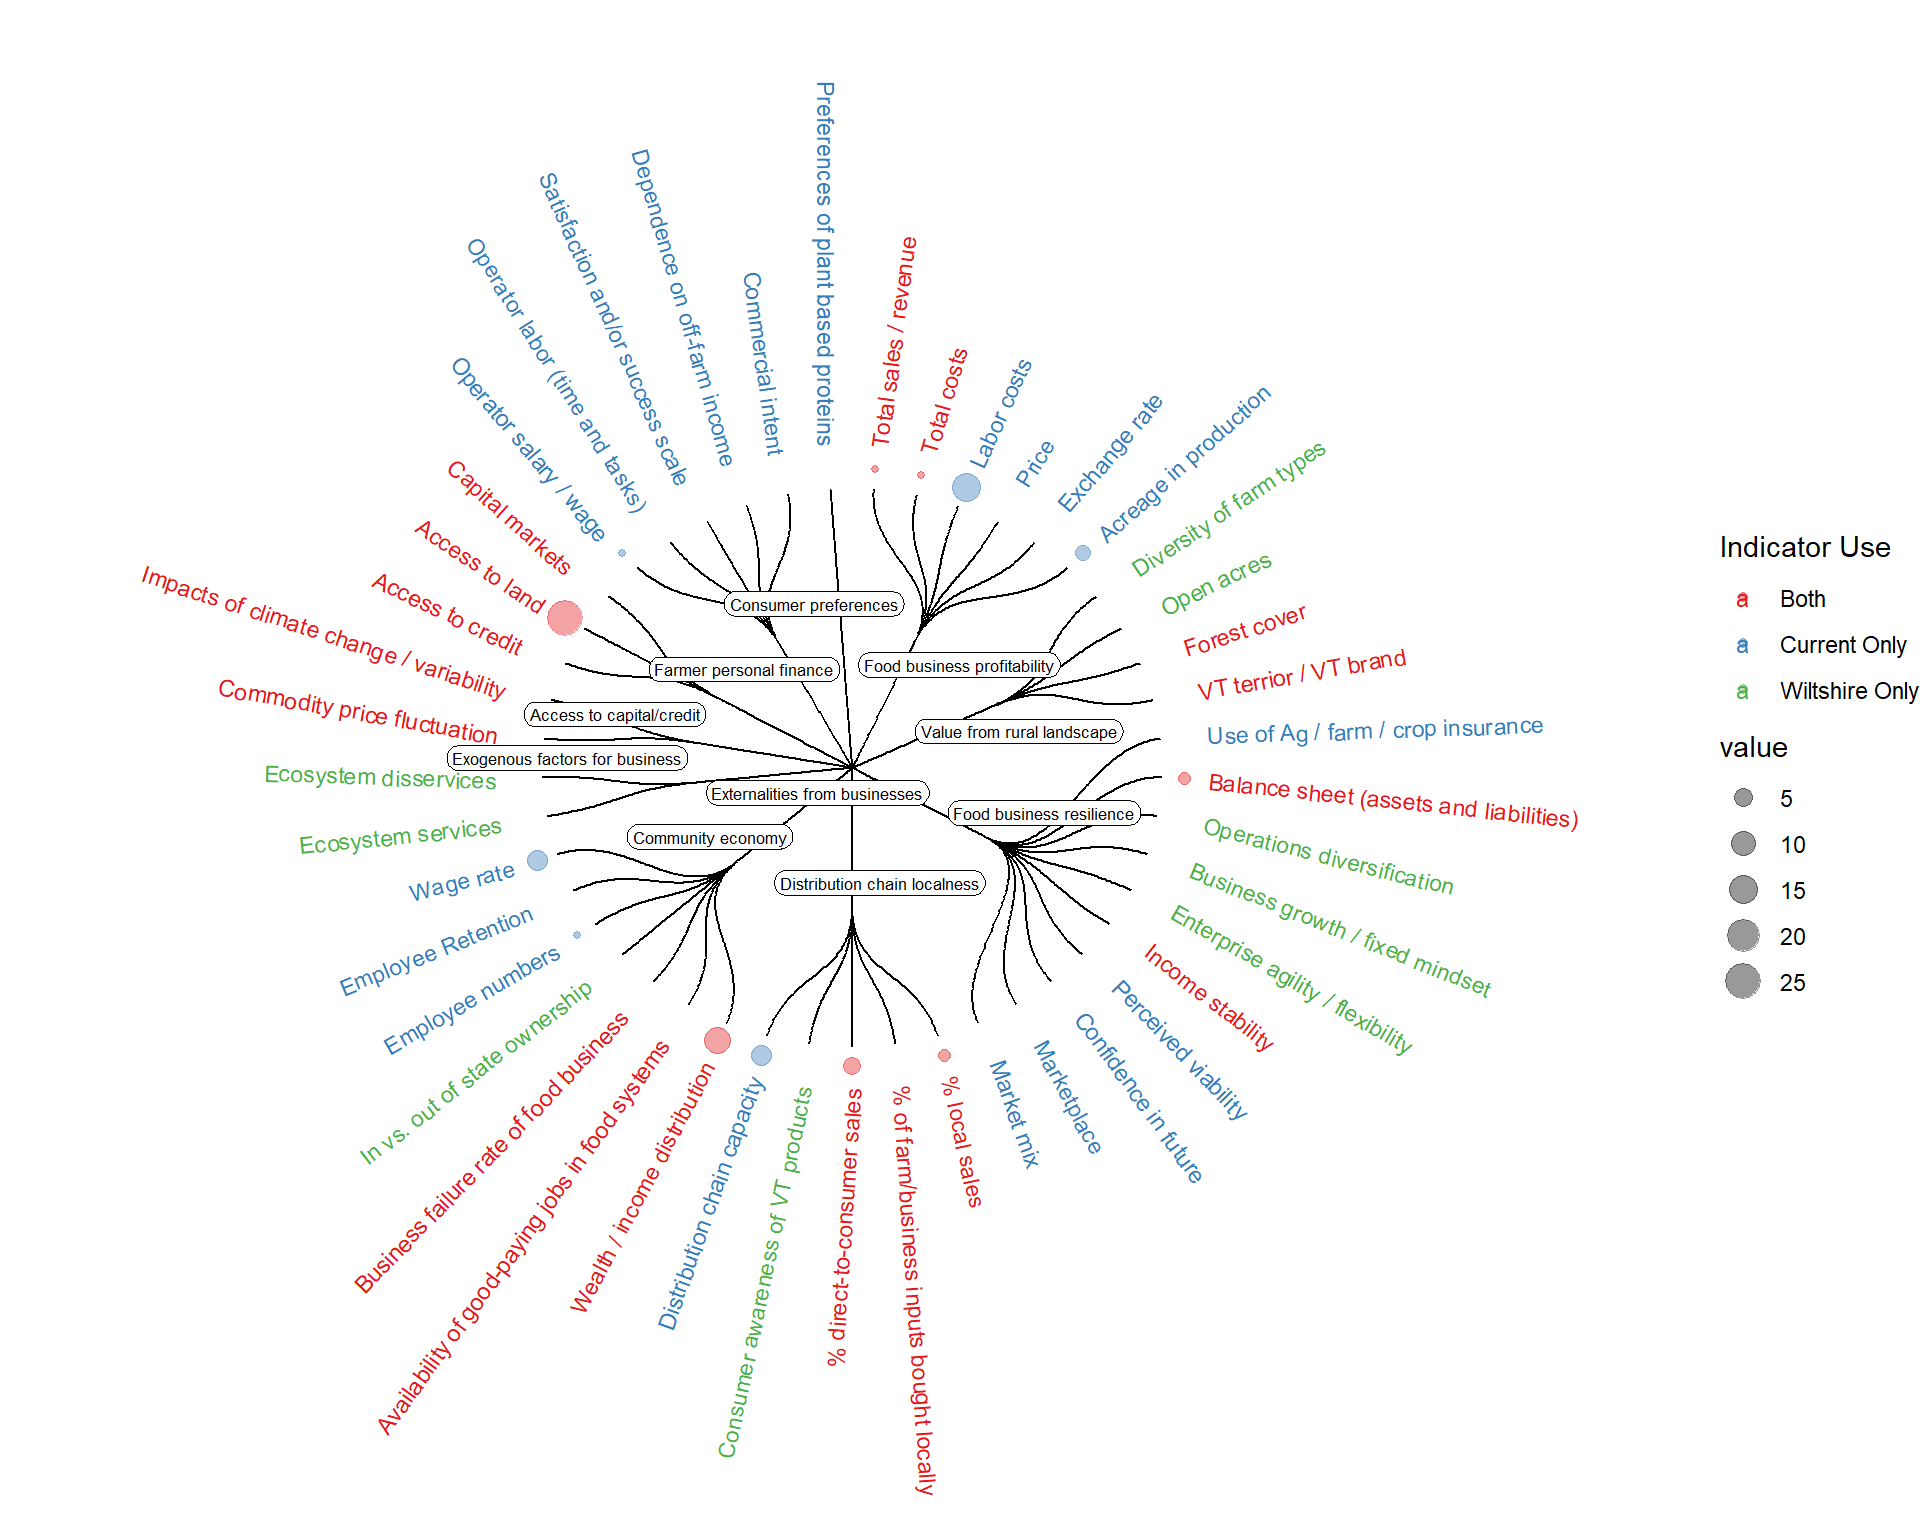 Preferences of plant based proteins
Total sales / revenue
Total costs
Labor costs
Price
Exchange rate
Acreage in production
Diversity of farm types
Open acres
Forest cover
VT terrior / VT brand
Use of Ag / farm / crop insurance
Balance sheet (assets and liabilities)
Operations diversification
Business growth / fixed mindset
Enterprise agility / flexibility
Income stability
Perceived viability
Confidence in future
Marketplace
Market mix
% local sales
% of farm/business inputs bought locally
% direct-to-consumer sales
Consumer awareness of VT products
Distribution chain capacity
Wealth / income distribution
Availability of good-paying jobs in food systems
Business failure rate of food business
In vs. out of state ownership
Employee numbers
Employee Retention
Wage rate
Ecosystem services
Ecosystem disservices
Commodity price fluctuation
Impacts of climate change / variability
Access to credit
Access to land
Capital markets
Operator salary / wage
Operator labor (time and tasks)
Satisfaction and/or success scale
Dependence on off-farm income
Commercial intent
Consumer preferences
Farmer personal finance
Food business profitability
Access to capital/credit
Value from rural landscape
Exogenous factors for business
Externalities from businesses
Food business resilience
Community economy
Distribution chain localness
Indicator Use
a Both
a Current Only
a Wiltshire Only
value
5
10
15
20
25